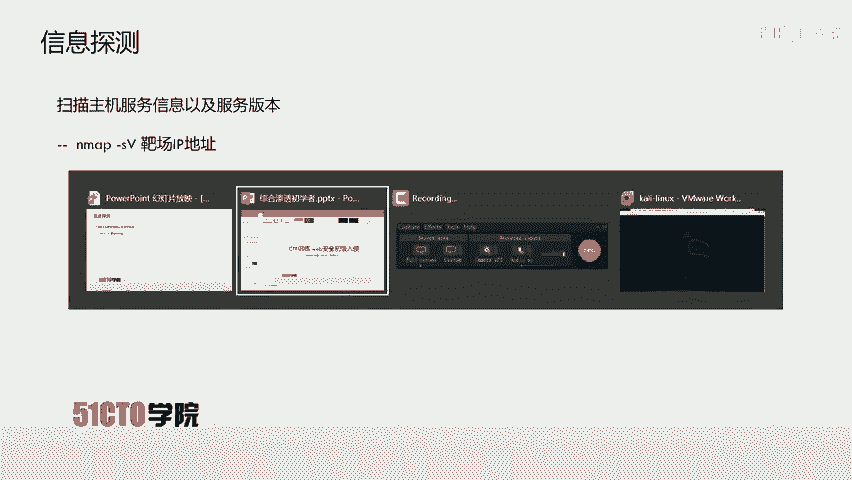 信息探测
扫描主机服务信息以及服务版本
-- nmap -sV 靶场IP地址
PowerPoint 幻灯片放映 - [...
综合渗透初学者.pptx - Po...
Recording...
kali-linux - VMware Work...
51CTO学院